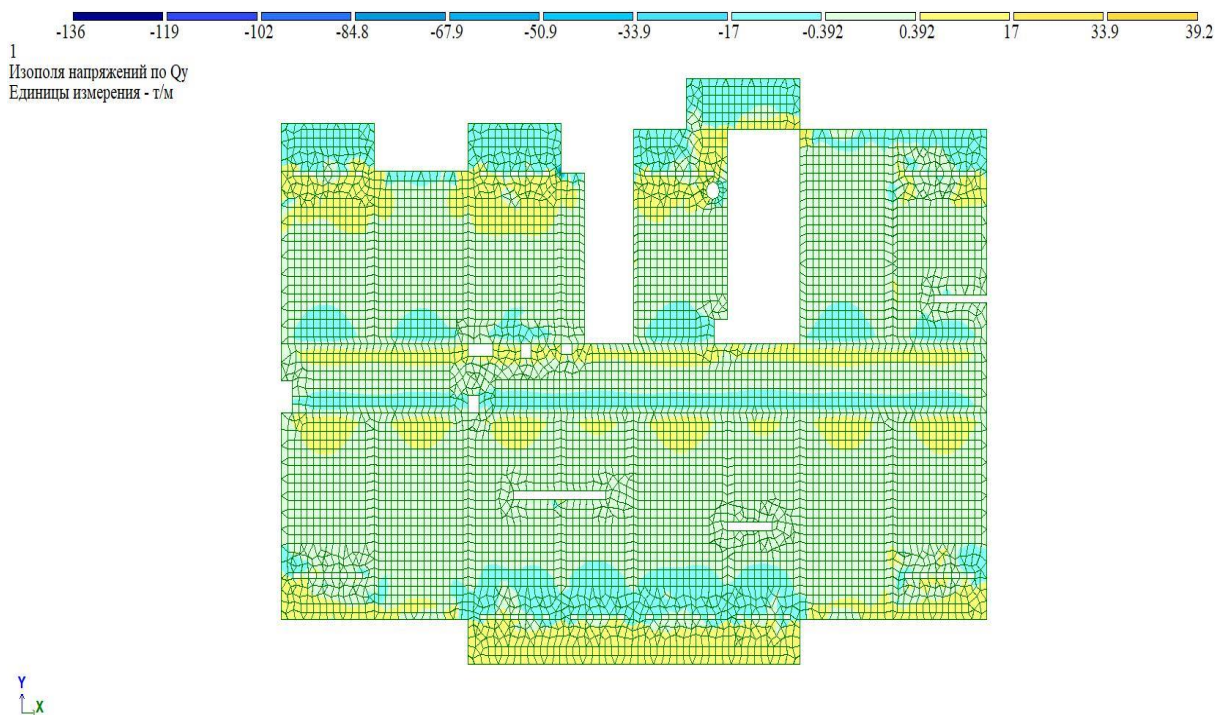 -136 -119 -102 -84.8 -67.9 -50.9 -33.9 -17 -0.392 0.392 17 33.9 39.2
1
Изополя напряжений по Qy
Единицы измерения - т/м
Y
X